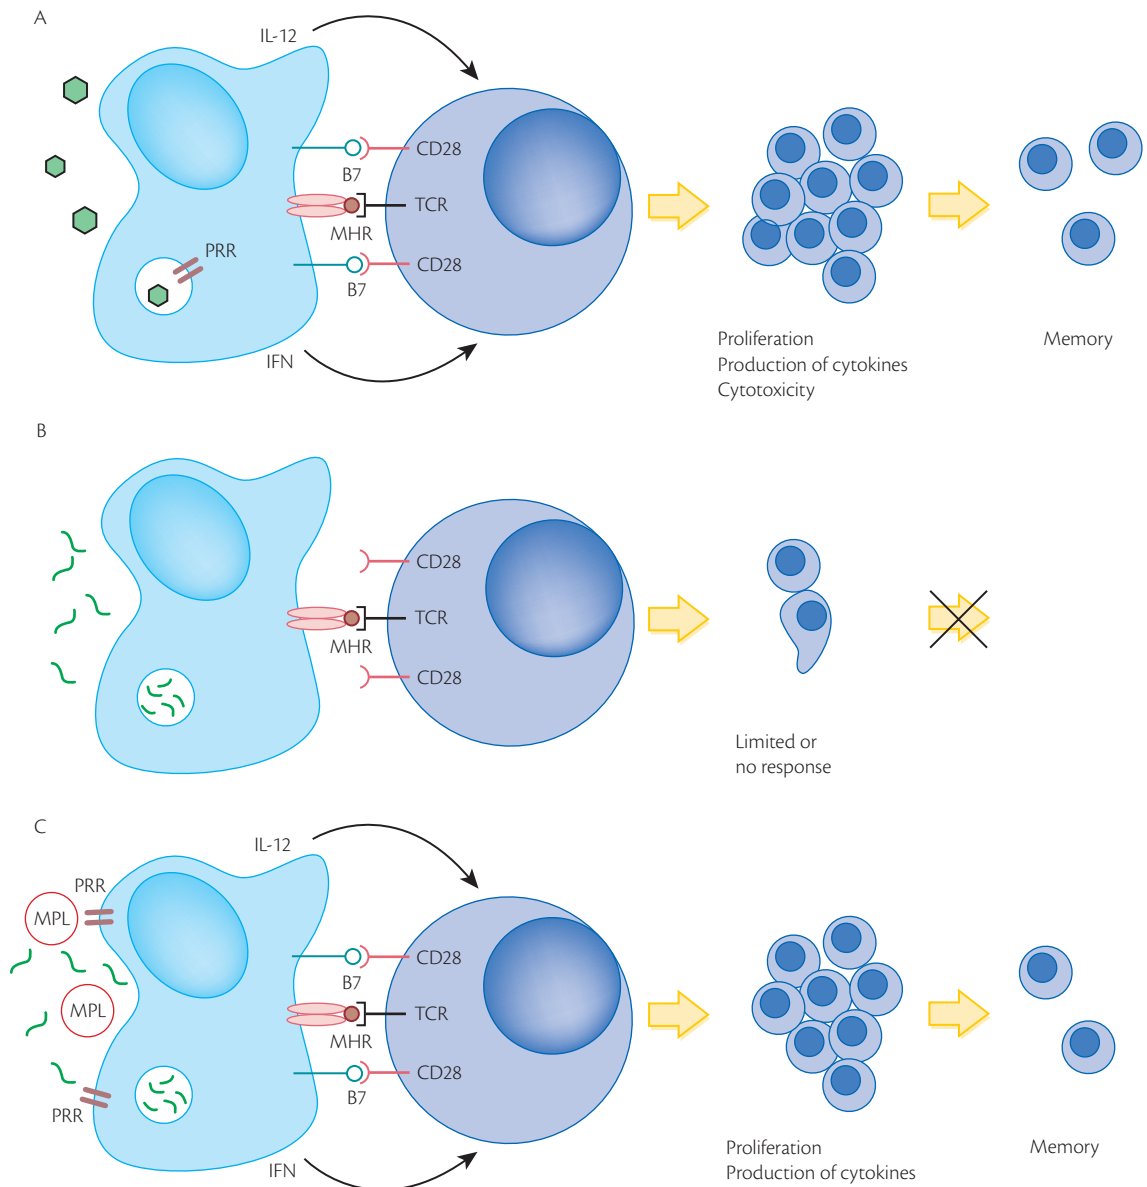 A
IL-12
CD28
B7
TCR
MHR
PRR
CD28
B7
IFN
Proliferation
Production of cytokines
Cytotoxicity
Memory
B
CD28
TCR
MHR
CD28
Limited or
no response
C
IL-12
PRR
MPL
CD28
B7
MPL
TCR
MHR
CD28
B7
PRR
IFN
Proliferation
Production of cytokines
Memory